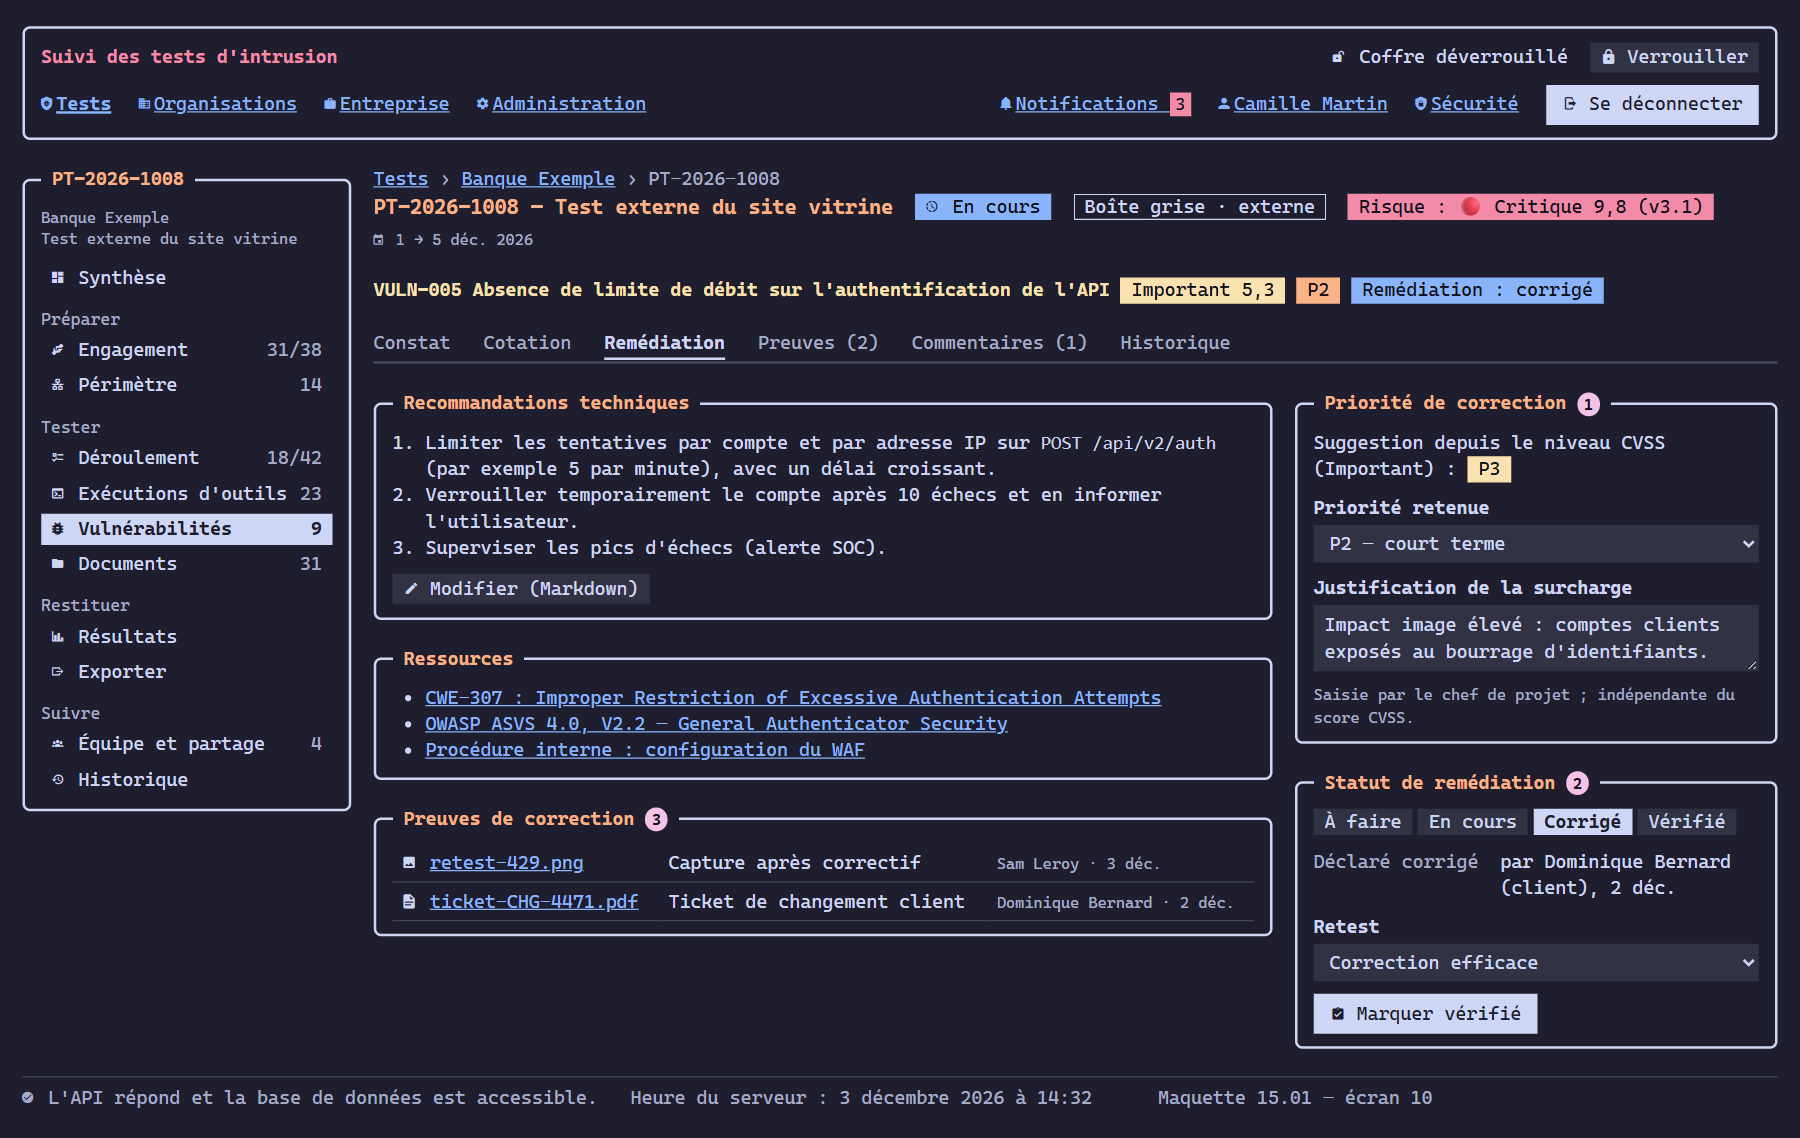 Suivi des tests d'intrusion
Coffre déverrouillé
Verrouiller
Tests
Organisations
Entreprise
Administration
Notifications 3
Camille Martin
Sécurité
Se déconnecter
PT-2026-1008
Banque Exemple
Test externe du site vitrine
Synthèse
Préparer
Engagement 31/38
Périmètre 14
Tester
Déroulement 18/42
Exécutions d'outils 23
Vulnérabilités 9
Documents 31
Restituer
Résultats
Exporter
Suivre
Équipe et partage 4
Historique
Tests › Banque Exemple › PT-2026-1008
PT-2026-1008 — Test externe du site vitrine
En cours
Boîte grise · externe
Risque : Critique 9,8 (v3.1)
1 → 5 déc. 2026
VULN-005 Absence de limite de débit sur l'authentification de l'API
Important 5,3
P2
Remédiation : corrigé
Constat
Cotation
Remédiation
Preuves (2)
Commentaires (1)
Historique
Recommandations techniques
1. Limiter les tentatives par compte et par adresse IP sur POST /api/v2/auth
(par exemple 5 par minute), avec un délai croissant.
2. Verrouiller temporairement le compte après 10 échecs et en informer
l'utilisateur.
3. Superviser les pics d'échecs (alerte SOC).
Modifier (Markdown)
Ressources
• CWE-307 : Improper Restriction of Excessive Authentication Attempts
• OWASP ASVS 4.0, V2.2 — General Authenticator Security
• Procédure interne : configuration du WAF
Preuves de correction 3
retest-429.png
Capture après correctif
Sam Leroy · 3 déc.
ticket-CHG-4471.pdf
Ticket de changement client
Dominique Bernard · 2 déc.
Priorité de correction 1
Suggestion depuis le niveau CVSS
(Important) : P3
Priorité retenue
P2 — court terme
Justification de la surcharge
Impact image élevé : comptes clients
exposés au bourrage d'identifiants.
Saisie par le chef de projet ; indépendante du
score CVSS.
Statut de remédiation 2
À faire
En cours
Corrigé
Vérifié
Déclaré corrigé
par Dominique Bernard
(client), 2 déc.
Retest
Correction efficace
Marquer vérifié
L'API répond et la base de données est accessible.
Heure du serveur : 3 décembre 2026 à 14:32
Maquette 15.01 — écran 10